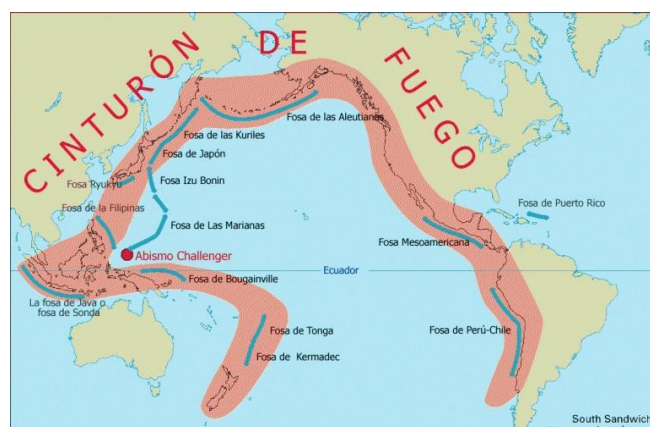 CINTURÓN DE FUEGO
Fosa de las Aleutianas
Fosa de las Kuriles
Fosa de Japón
Fosa Ryukyu
Fosa Izu Bonin
Fosa de la Filipinas
Fosa de Puerto Rico
Fosa de Las Marianas
Fosa Mesoamericana
Abismo Challenger
Ecuador
Fosa de Bougainville
La fosa de Java o
fosa de Sonda
Fosa de Tonga
Fosa de Perú-Chile
Fosa de Kermadec
South Sandwich